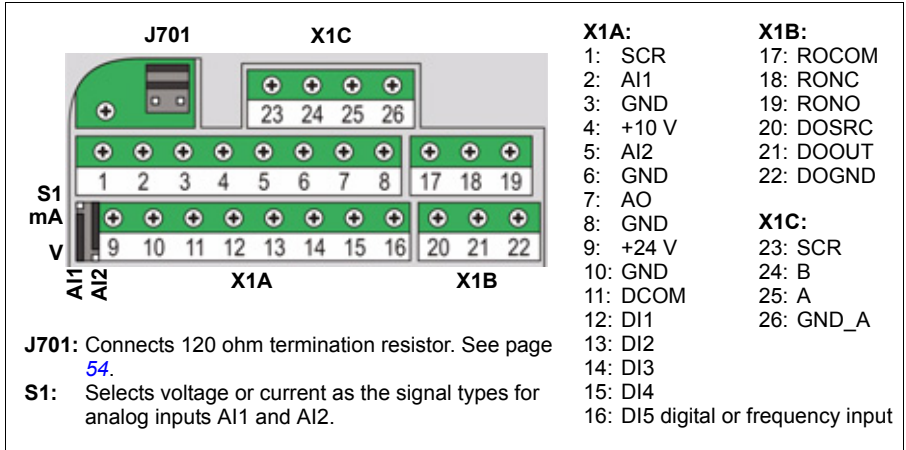 J701 X1C
23 24 25 26
1 2 3 4 5 6 7 8 17 18 19
S1
mA
V
9 10 11 12 13 14 15 16 20 21 22
AI1
AI2
X1A X1B
J701: Connects 120 ohm termination resistor. See page
54.
S1: Selects voltage or current as the signal types for
analog inputs AI1 and AI2.
X1A:
1: SCR
2: AI1
3: GND
4: +10 V
5: AI2
6: GND
7: AO
8: GND
9: +24 V
10: GND
11: DCOM
12: DI1
13: DI2
14: DI3
15: DI4
16: DI5 digital or frequency input
X1B:
17: ROCOM
18: RONC
19: RONO
20: DOSRC
21: DOOUT
22: DOGND
X1C:
23: SCR
24: B
25: A
26: GND_A